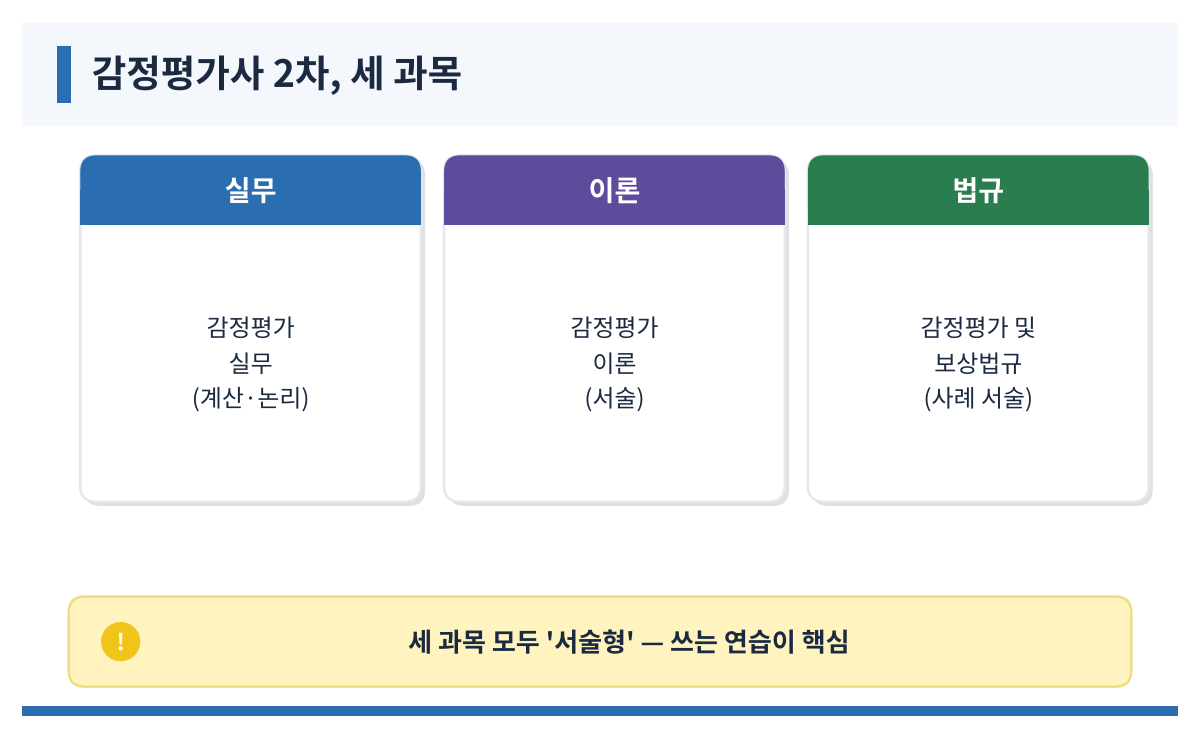 감정평가사 2차, 세 과목
실무
감정평가
실무
(계산·논리)
이론
감정평가
이론
(서술)
법규
감정평가 및
보상법규
(사례 서술)
!
세 과목 모두 '서술형' — 쓰는 연습이 핵심